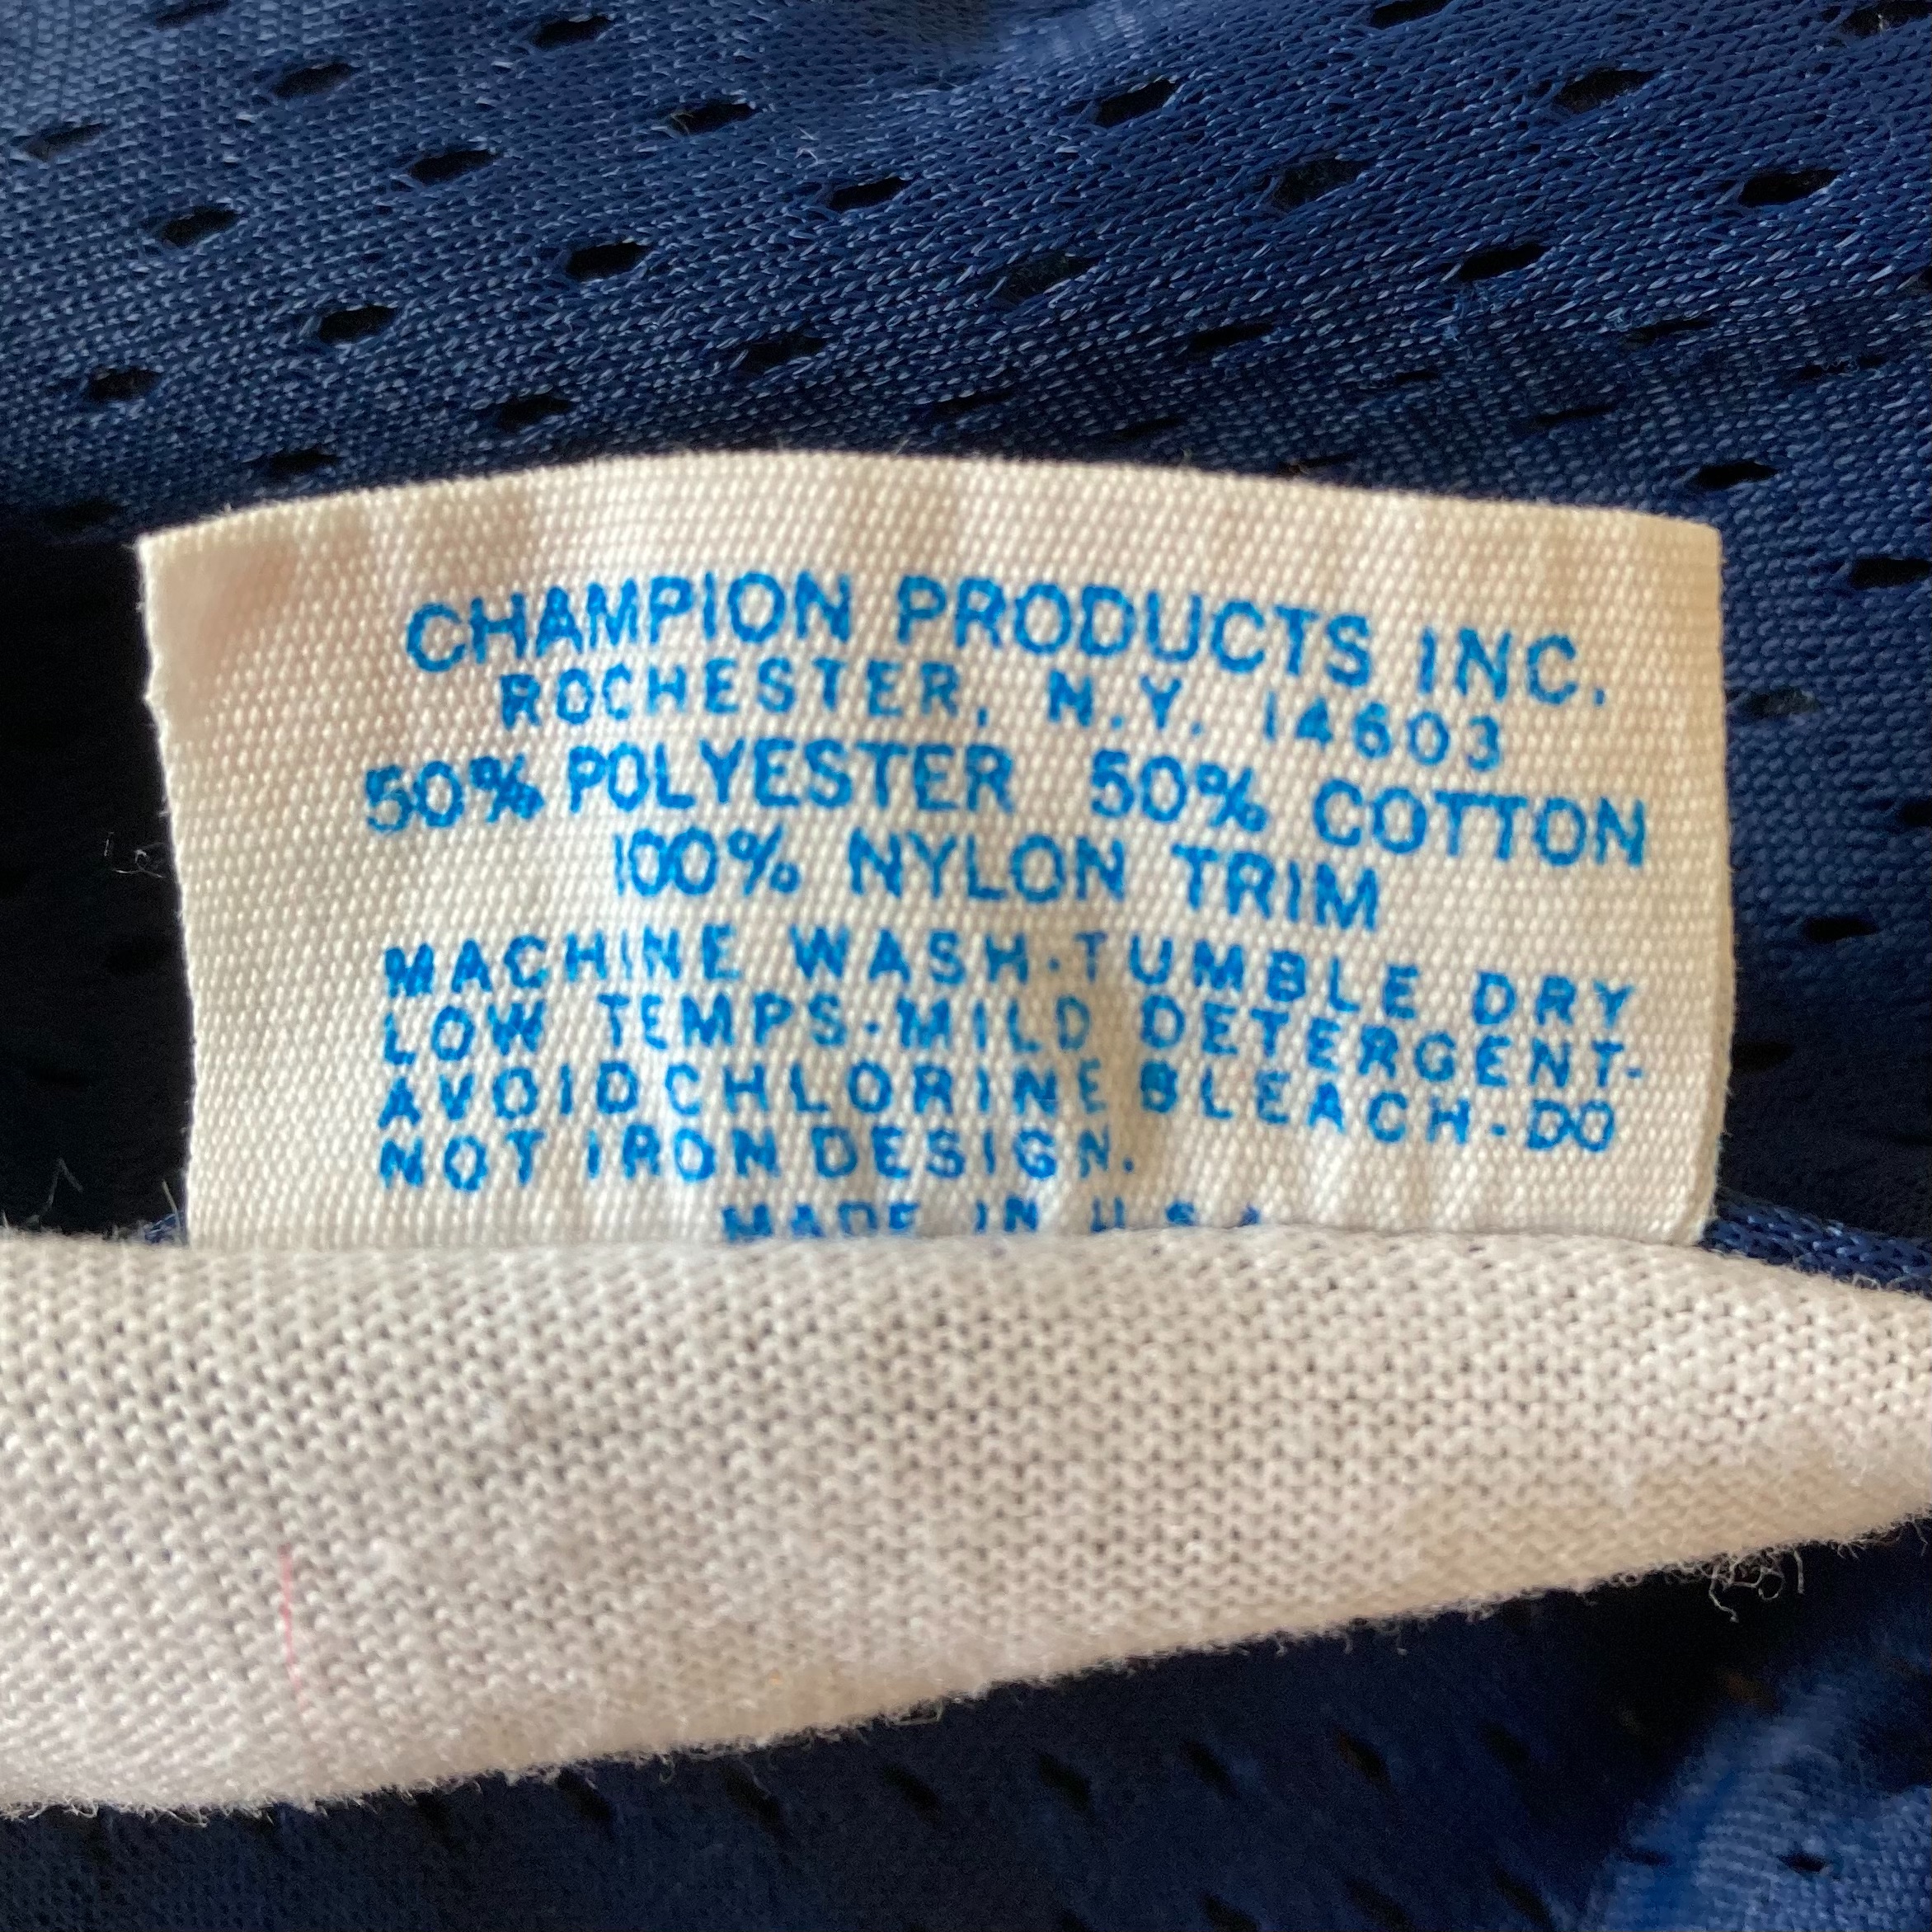 CHAMPION PRODUCTS INC.
ROCHESTER, N.Y. 14603
50% POLYESTER 50% COTTON
100% NYLON TRIM
MACHINE WASH·TUMBLE DRY
LOW TEMPS·MILD DETERGENT-
AVOID CHLORINE BLEACH-DO
NOT IRON DESIGN.
MADE IN U.S.A